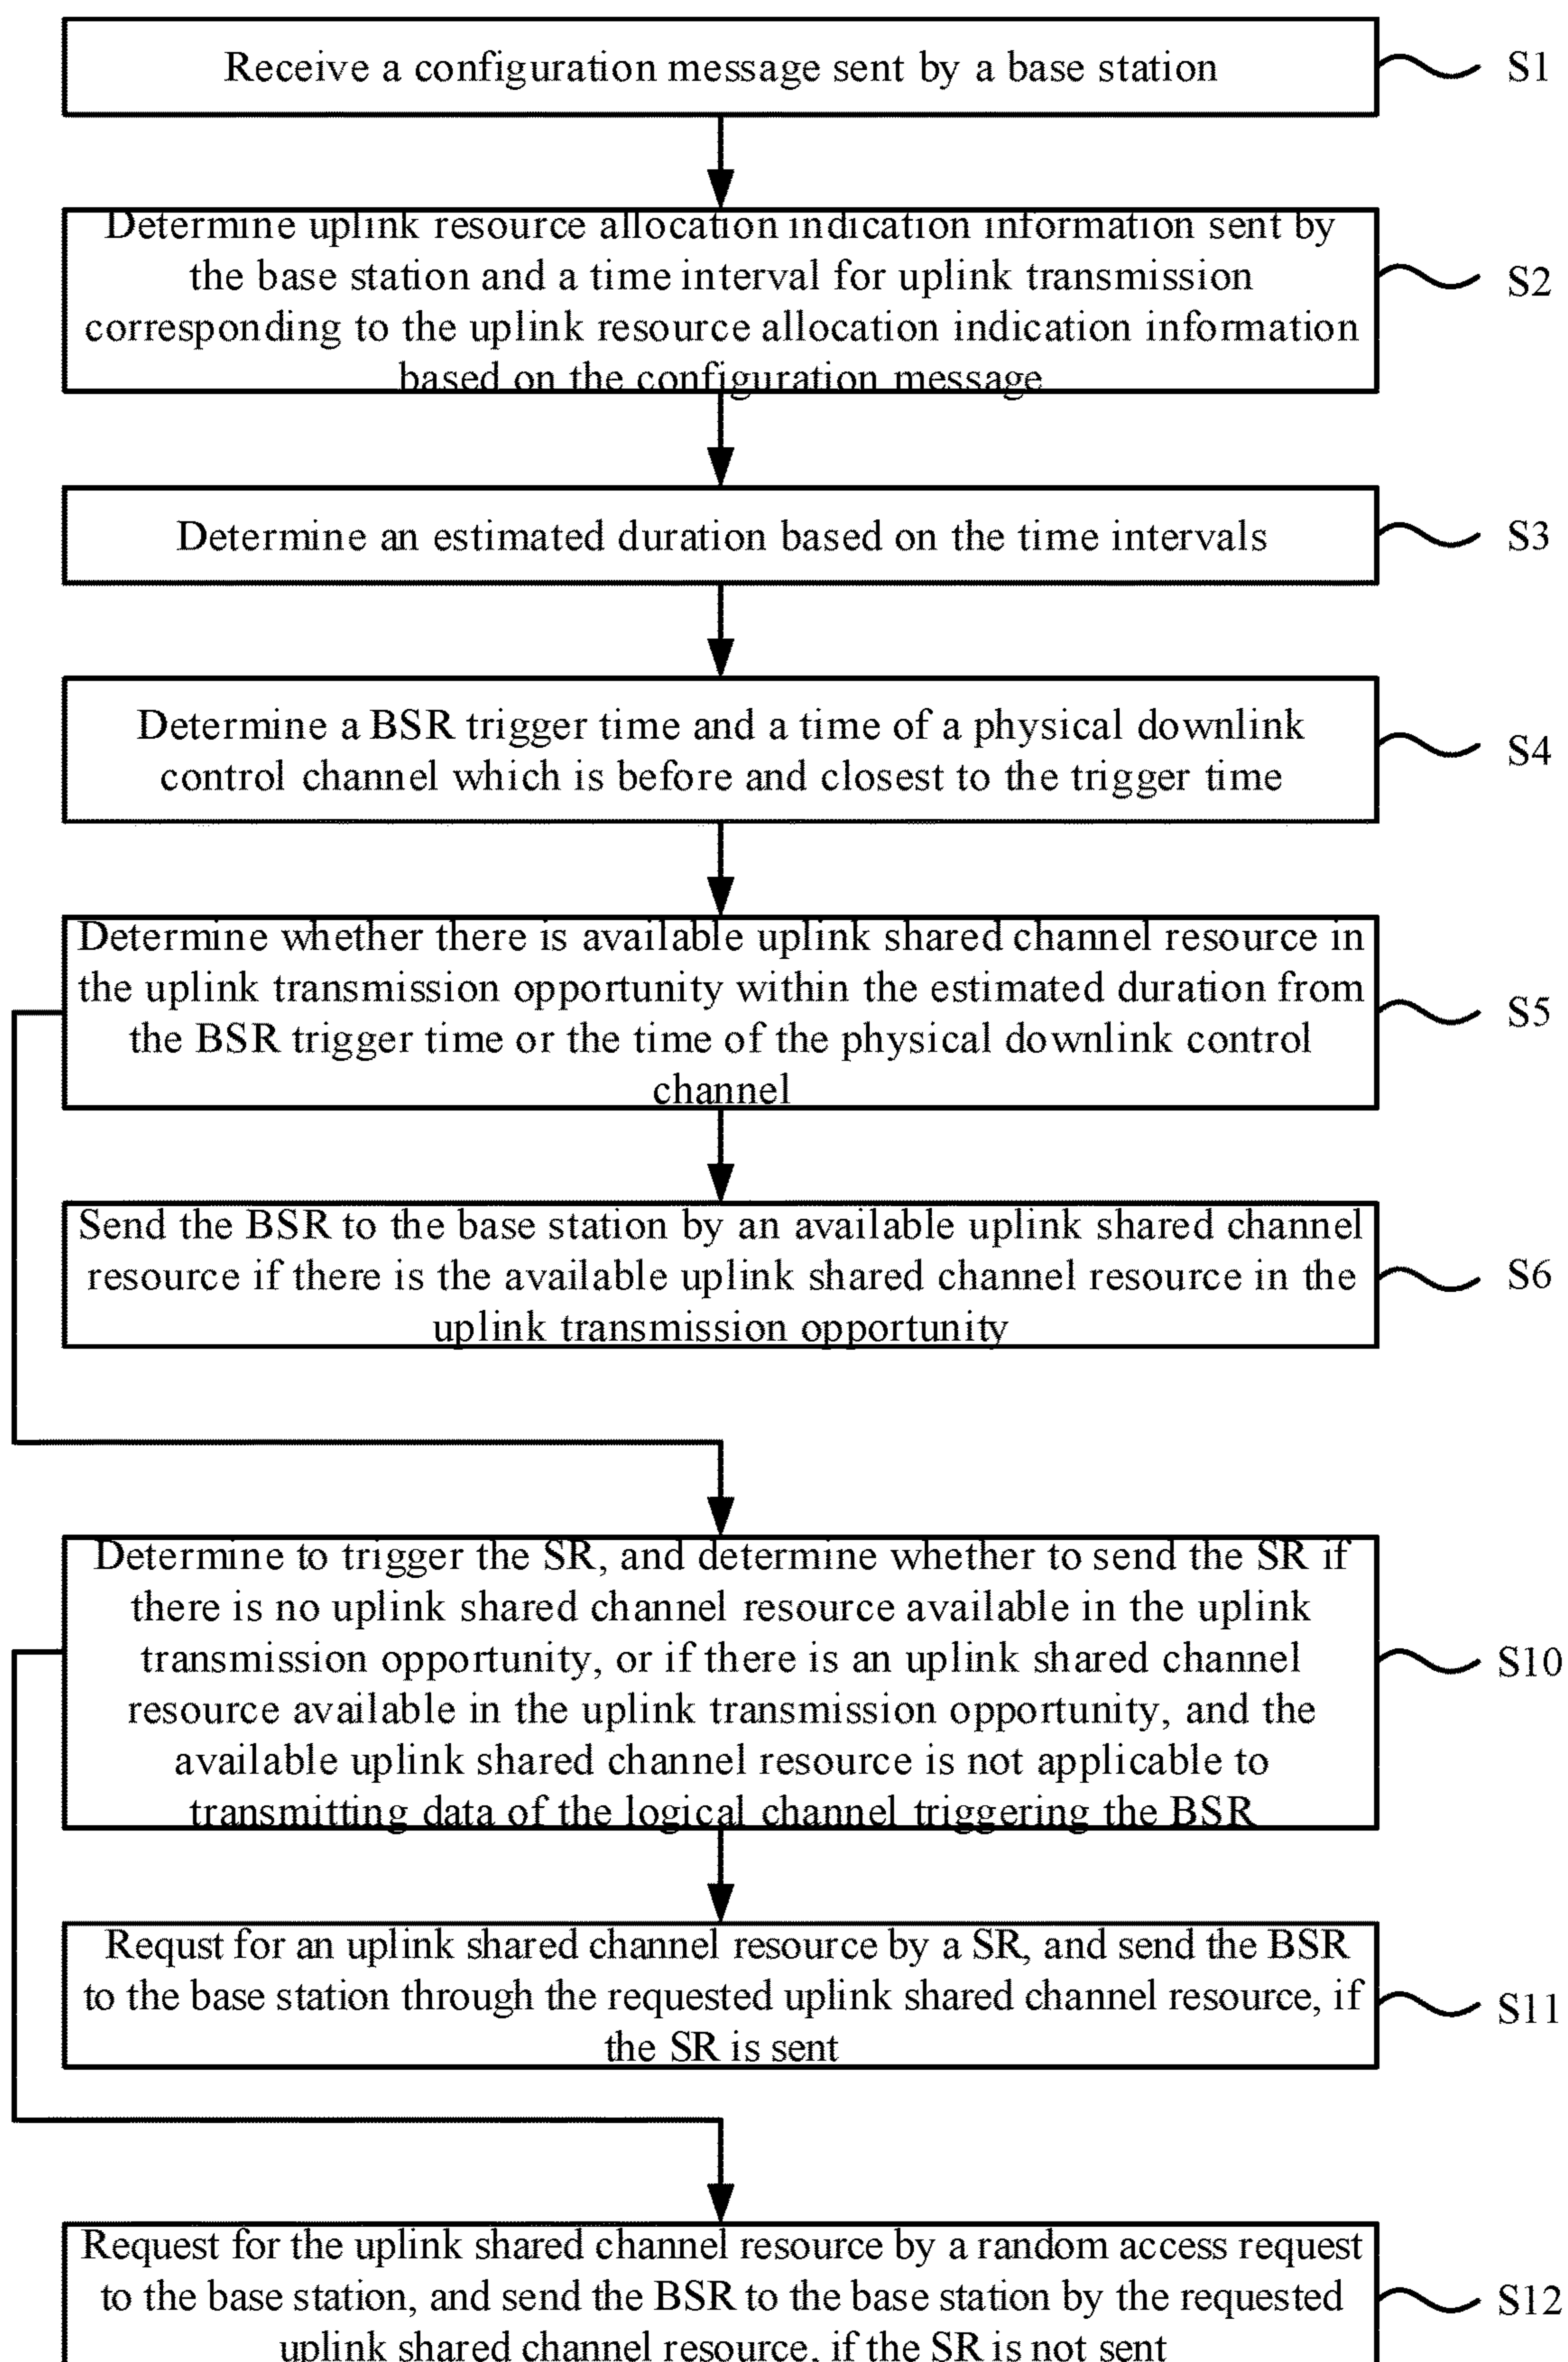 Receive a configuration message sent by a base station
S1
Determine uplink resource allocation indication information sent by
the base station and a time interval for uplink transmission
corresponding to the uplink resource allocation indication information
based on the configuration message
S2
Determine an estimated duration based on the time intervals
S3
Determine a BSR trigger time and a time of a physical downlink
control channel which is before and closest to the trigger time
S4
Determine whether there is available uplink shared channel resource in
the uplink transmission opportunity within the estimated duration from
the BSR trigger time or the time of the physical downlink control
channel
S5
Send the BSR to the base station by an available uplink shared channel
resource if there is the available uplink shared channel resource in the
uplink transmission opportunity
S6
Determine to trigger the SR, and determine whether to send the SR if
there is no uplink shared channel resource available in the uplink
transmission opportunity, or if there is an uplink shared channel
resource available in the uplink transmission opportunity, and the
available uplink shared channel resource is not applicable to
transmitting data of the logical channel triggering the BSR
S10
Requst for an uplink shared channel resource by a SR, and send the BSR
to the base station through the requested uplink shared channel resource, if
the SR is sent
S11
Request for the uplink shared channel resource by a random access request
to the base station, and send the BSR to the base station by the requested
uplink shared channel resource, if the SR is not sent
S12